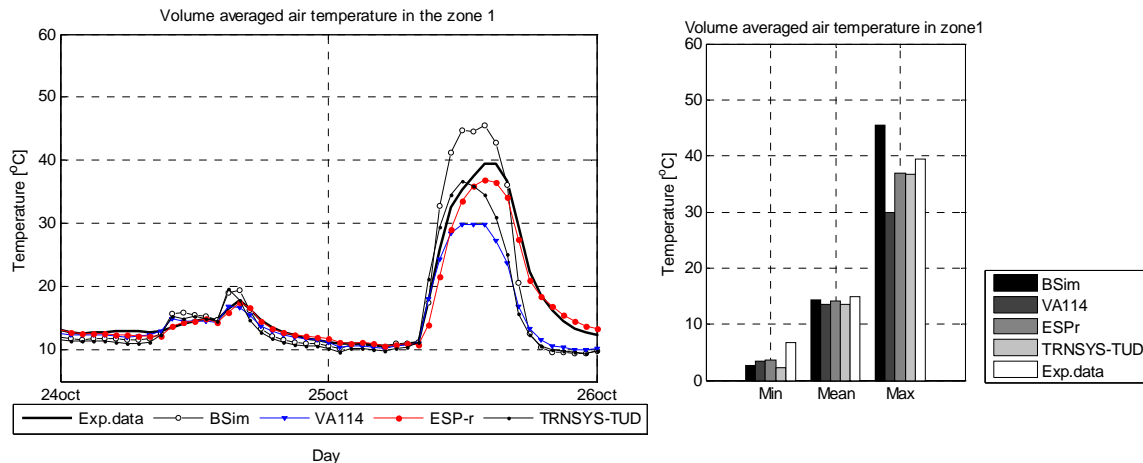 Volume averaged air temperature in the zone 1
60
50
40
30
20
10
Temperature [°C]
24oct
25oct
26oct
Exp.data
BSim
VA114
ESP-r
TRNSYS-TUD
Day
Volume averaged air temperature in zone1
60
50
40
30
20
10
0
Temperature [°C]
Min
Mean
Max
BSim
VA114
ESPr
TRNSYS-TUD
Exp.data